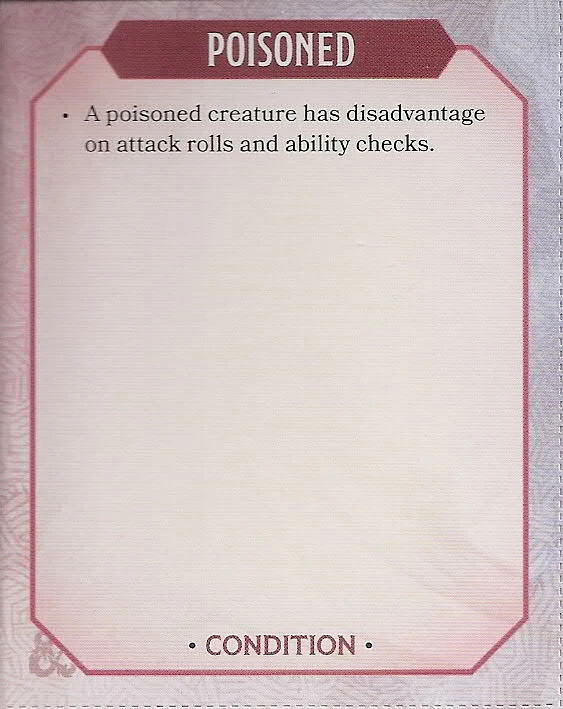 POISONED
• A poisoned creature has disadvantage
on attack rolls and ability checks.
• CONDITION •
&